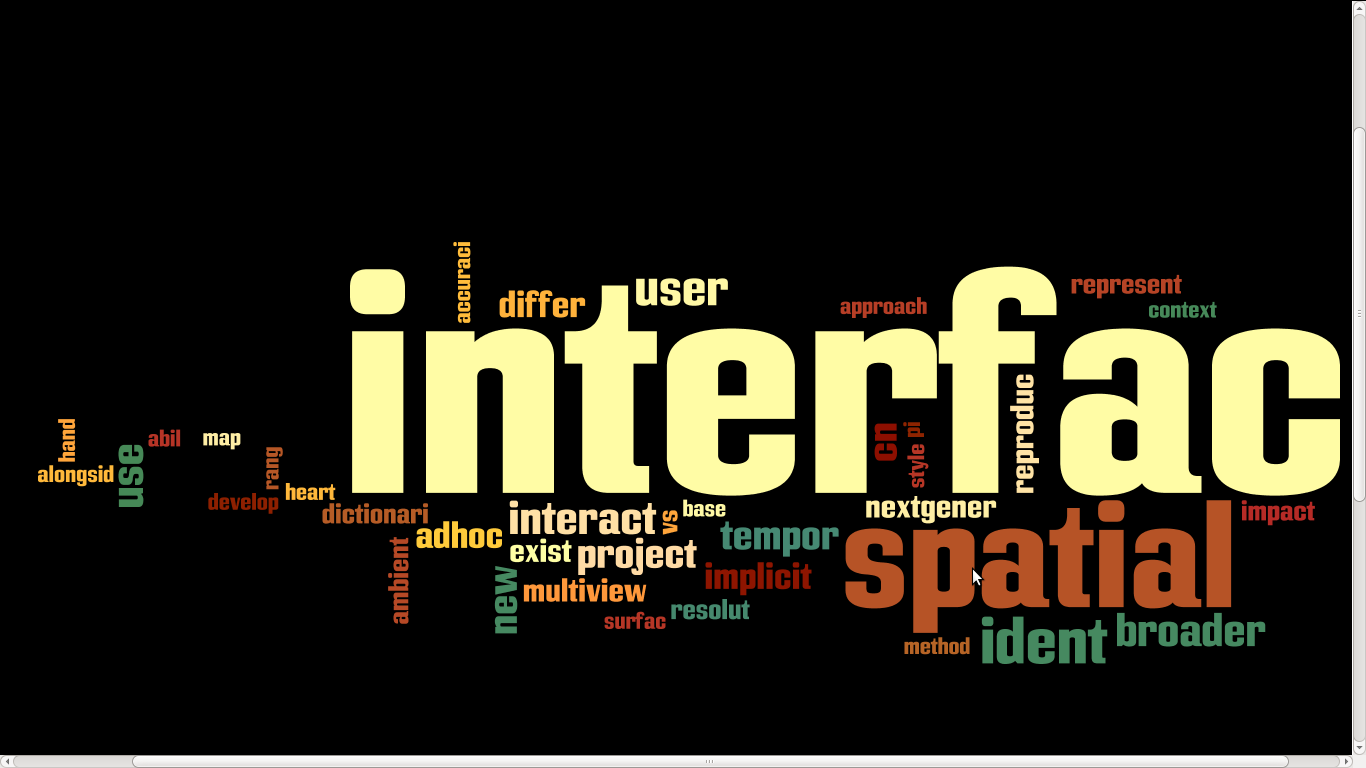 accuraci
differ
user
approach
represent
context
interfac
hand
alongsid
use
abil
map
rang
develop
heart
dictionari
cn
style
pi
reproduc
ambient
adhoc
interact
vs
base
nextgener
impact
exist
project
tempor
spatial
new
multiview
implicit
surfac
resolut
method
ident
broader